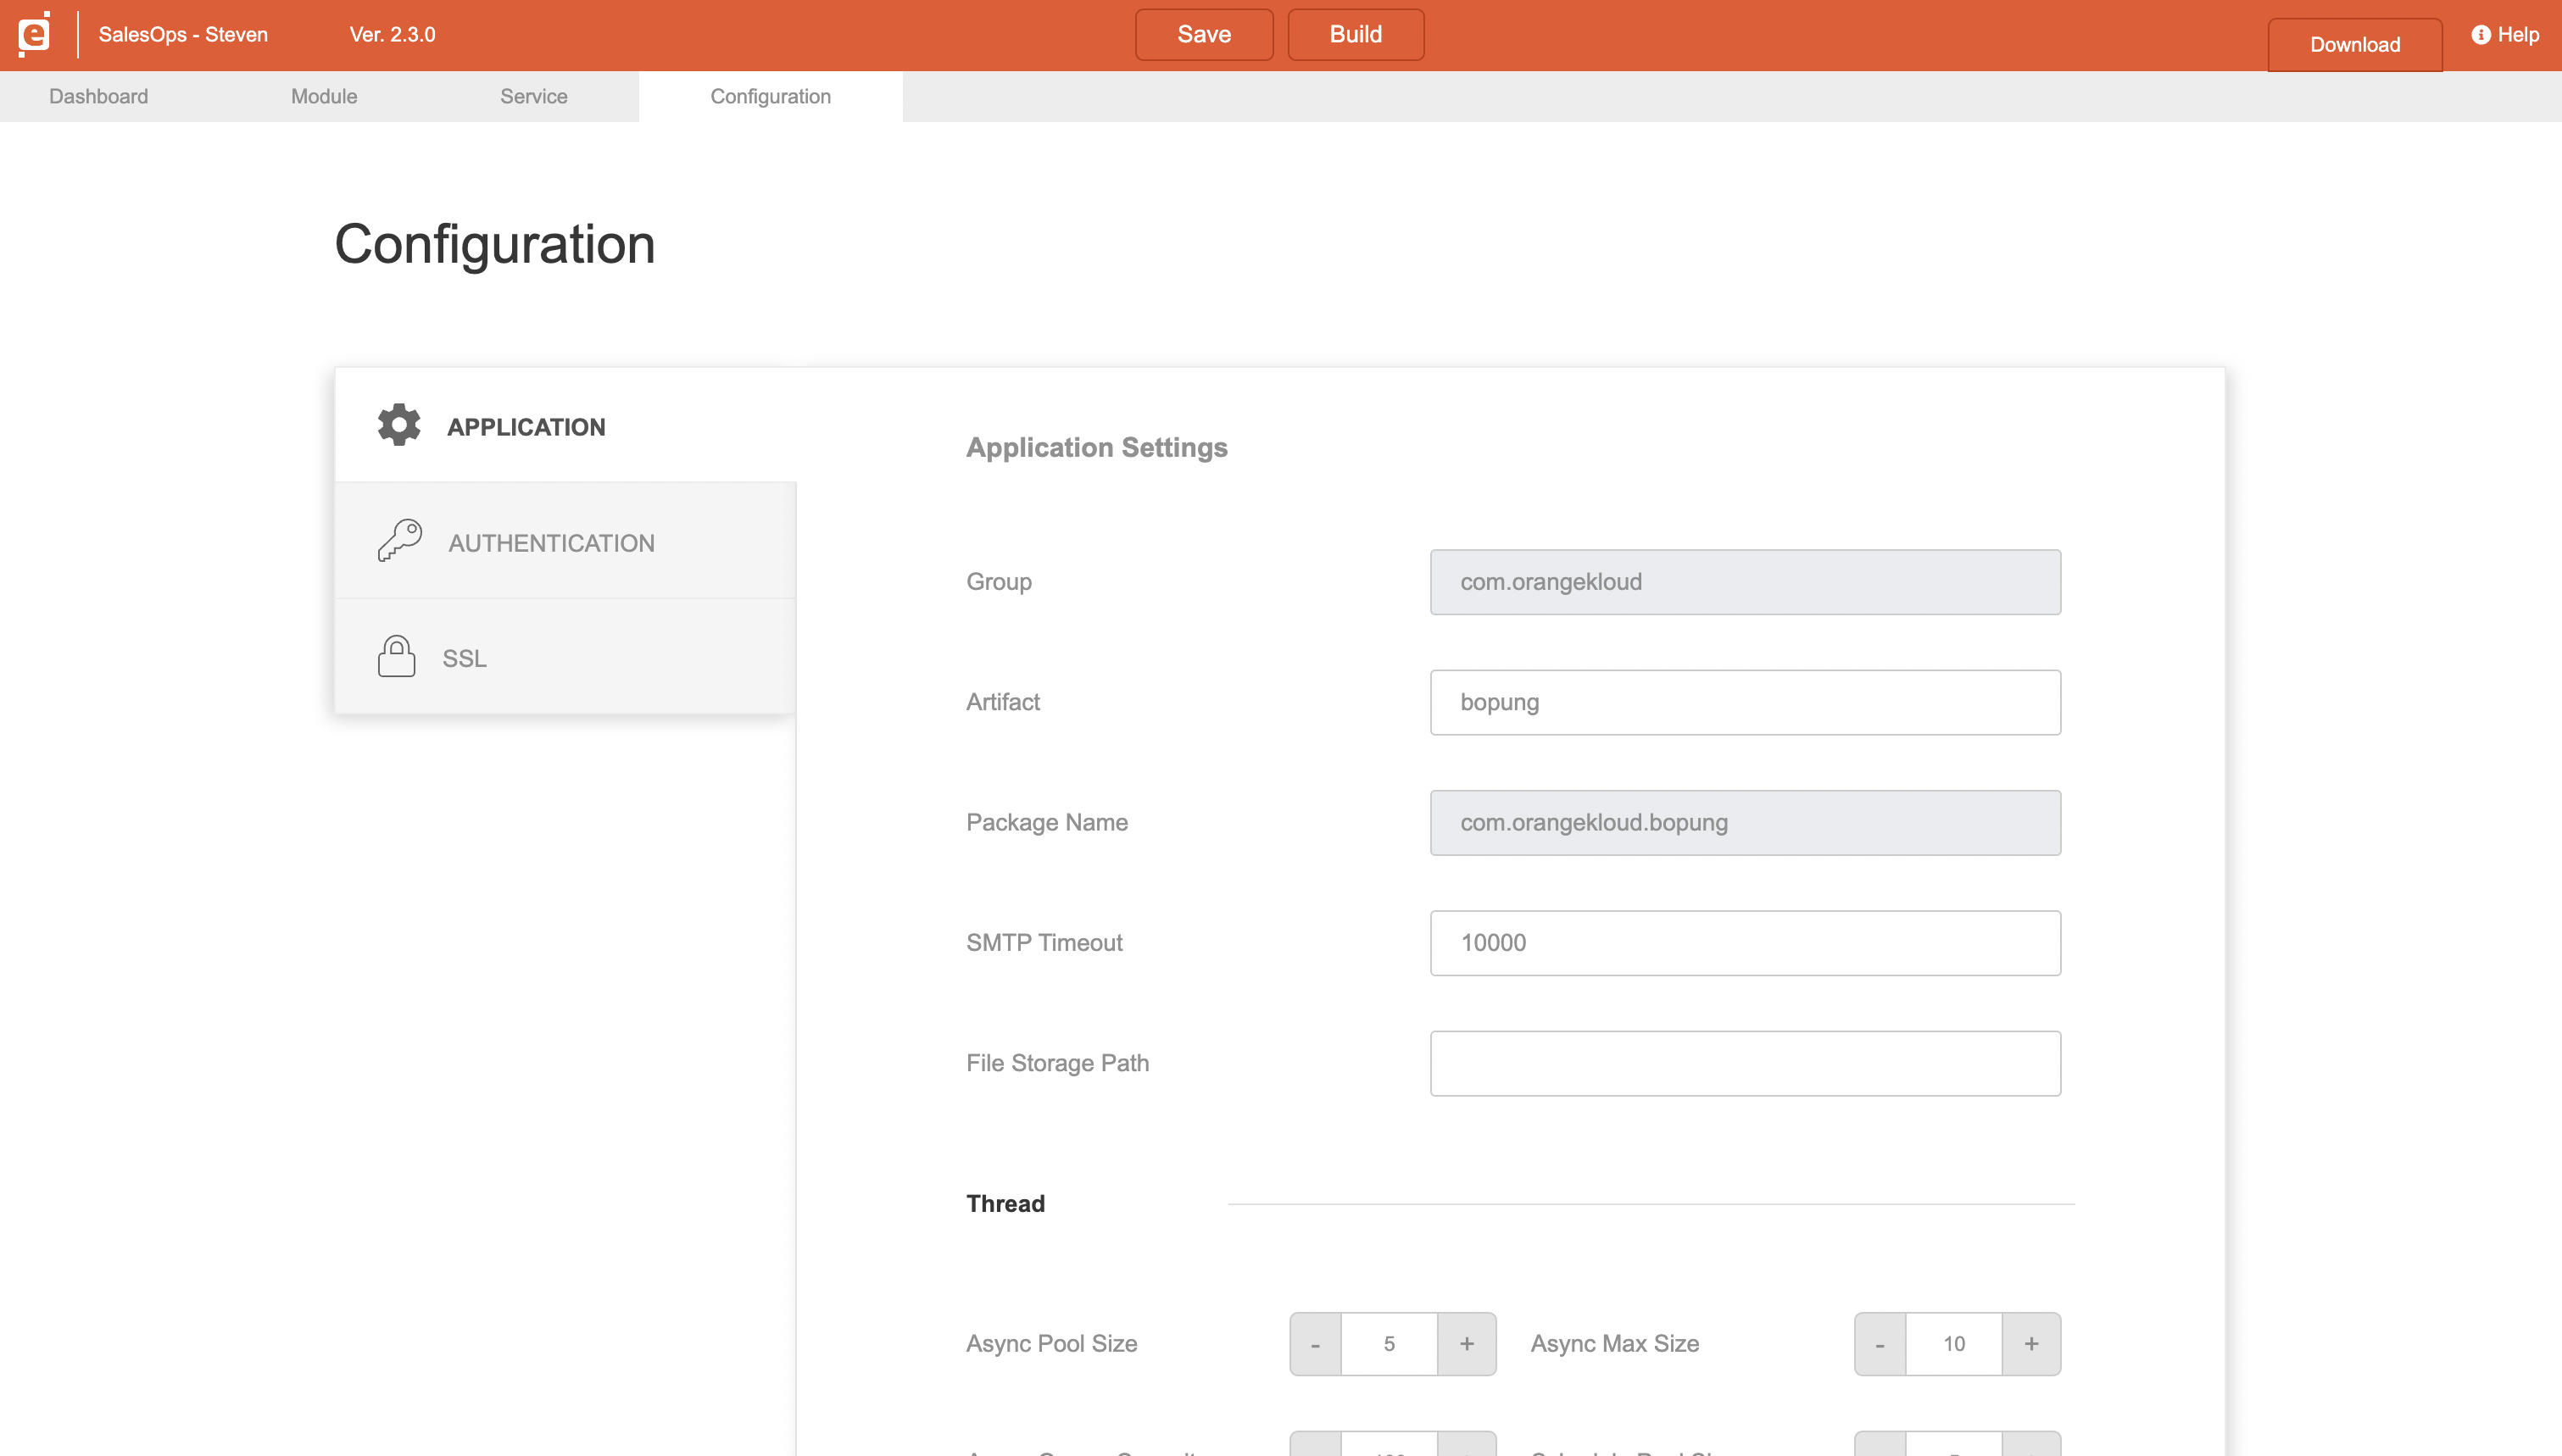 SalesOps - Steven Ver. 2.3.0 Save Build Download Help
Dashboard Module Service Configuration
Configuration
APPLICATION
AUTHENTICATION
SSL
Application Settings
Group com.orangekloud
Artifact bopung
Package Name com.orangekloud.bopung
SMTP Timeout 10000
File Storage Path
Thread
Async Pool Size - 5 + Async Max Size - 10 +